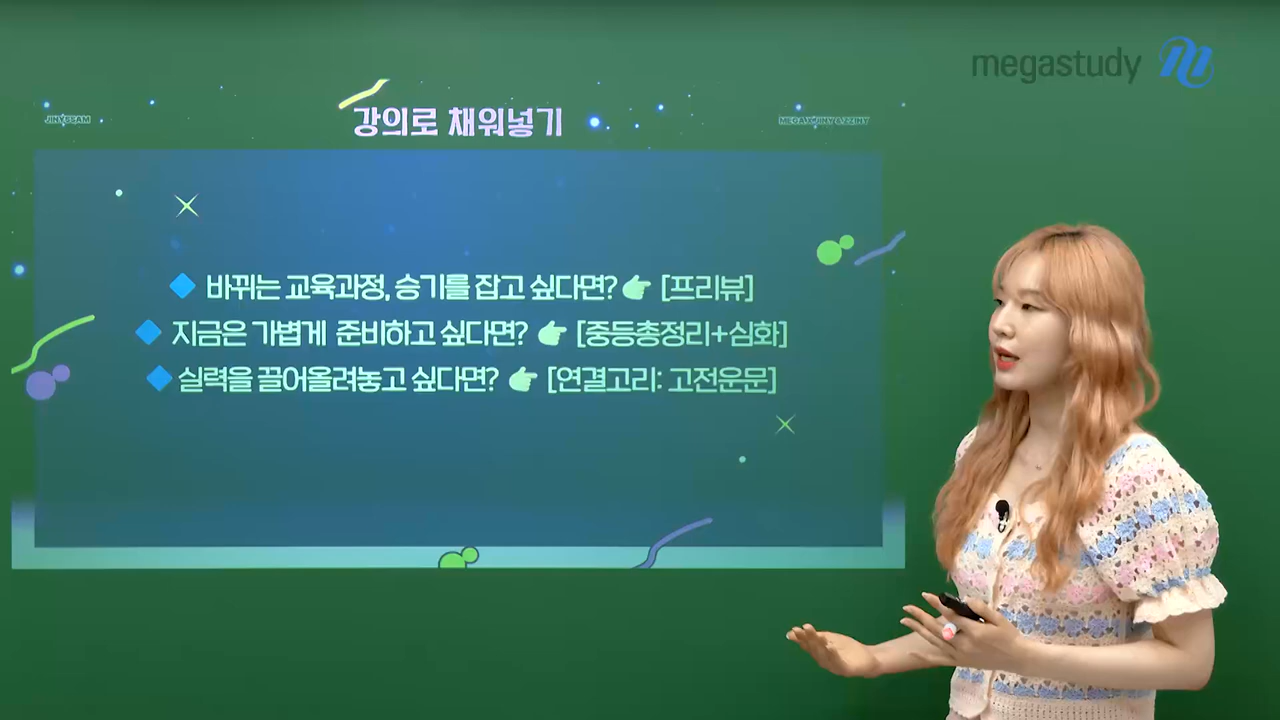 megastudy
JINYSSAM
강의로 채워넣기
바뀌는 교육과정, 승기를 잡고 싶다면? 👉 [프리뷰]
지금은 가볍게 준비하고 싶다면? 👉 [중등총정리+심화]
실력을 끌어올려놓고 싶다면? 👉 [연결고리: 고전운문]